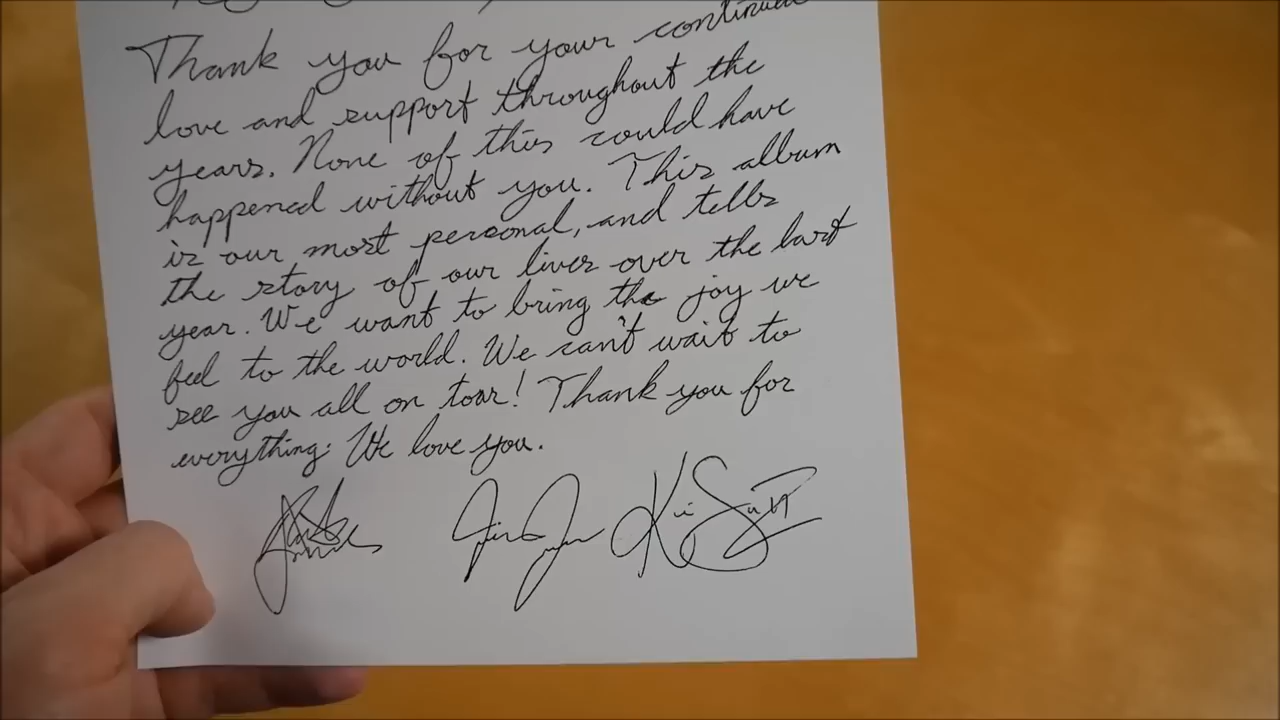 Thank you for your
love and support throughout the
years. None of this could have
happened without you. This album
is our most personal, and tells
the story of our lives over the last
year. We want to bring the joy we
feel to the world. We can't wait to
see you all on tour! Thank you for
everything. We love you.